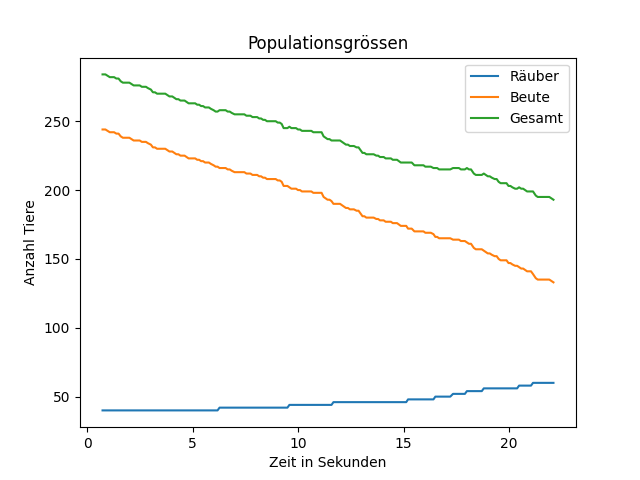 Populationsgrössen
Räuber
Beute
Gesamt
250
200
150
100
50
Anzahl Tiere
0
5
10
15
20
Zeit in Sekunden